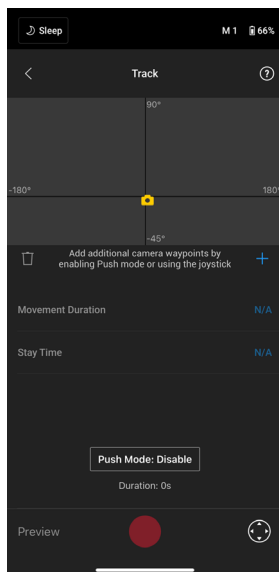 Sleep
M 1
66%
Track
90°
-180°
180°
-45°
Add additional camera waypoints by
enabling Push mode or using the joystick
Movement Duration
N/A
Stay Time
N/A
Push Mode: Disable
Duration: 0s
Preview